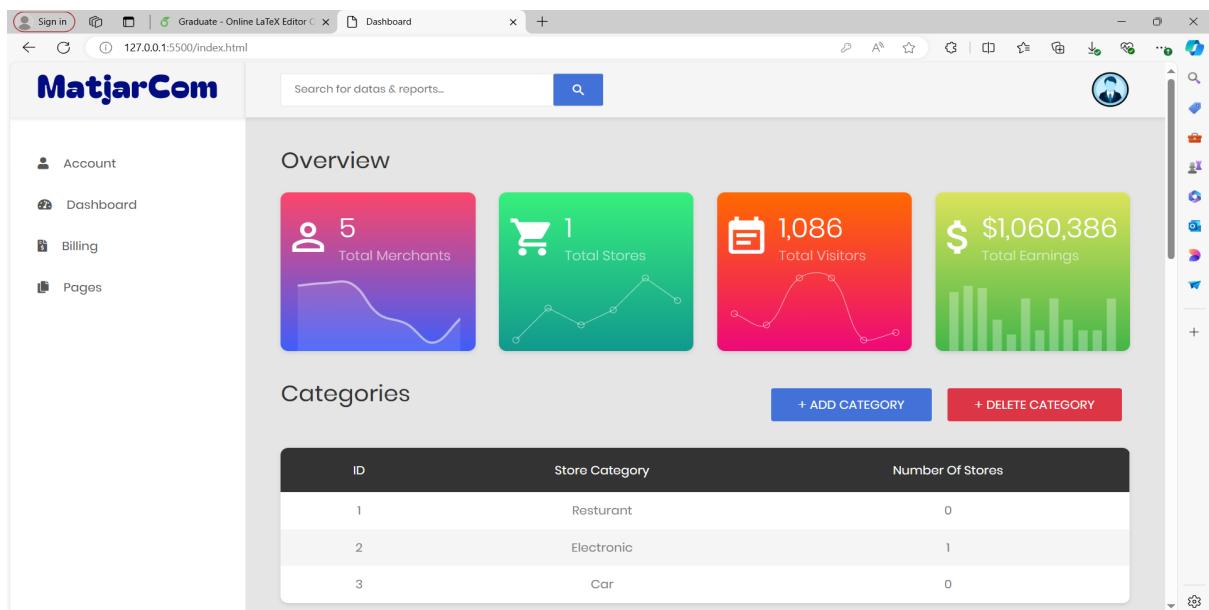 Sign in
Graduate - Online LaTeX Editor
Dashboard
127.0.0.1:5500/index.html
MatjarCom
Search for datas & reports...
Account
Dashboard
Billing
Pages
Overview
5
Total Merchants
1
Total Stores
1,086
Total Visitors
$1,060,386
Total Earnings
Categories
+ ADD CATEGORY
+ DELETE CATEGORY
ID Store Category Number Of Stores
1 Resturant 0
2 Electronic 1
3 Car 0